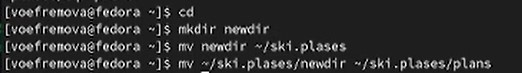 [voefremova@fedora ~]$ cd
[voefremova@fedora ~]$ mkdir newdir
[voefremova@fedora ~]$ mv newdir ~/ski.plases
[voefremova@fedora ~]$ mv ~/ski.plases/newdir ~/ski.plases/plans